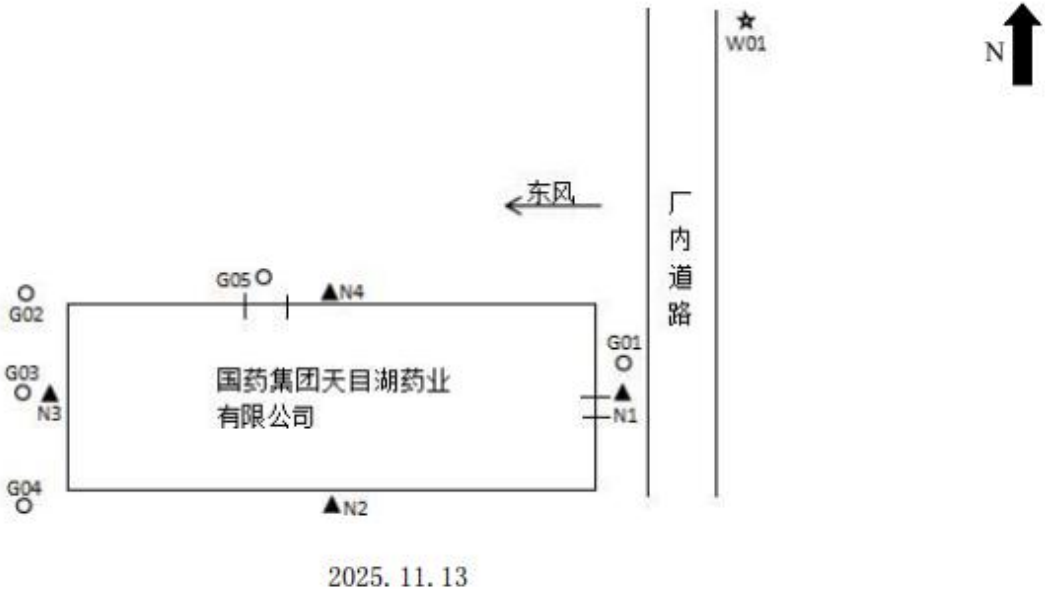 W01
N
东风
厂内道路
G05
N4
G02
G01
G03
国药集团天目湖药业
有限公司
N3
N1
G04
N2
2025.11.13